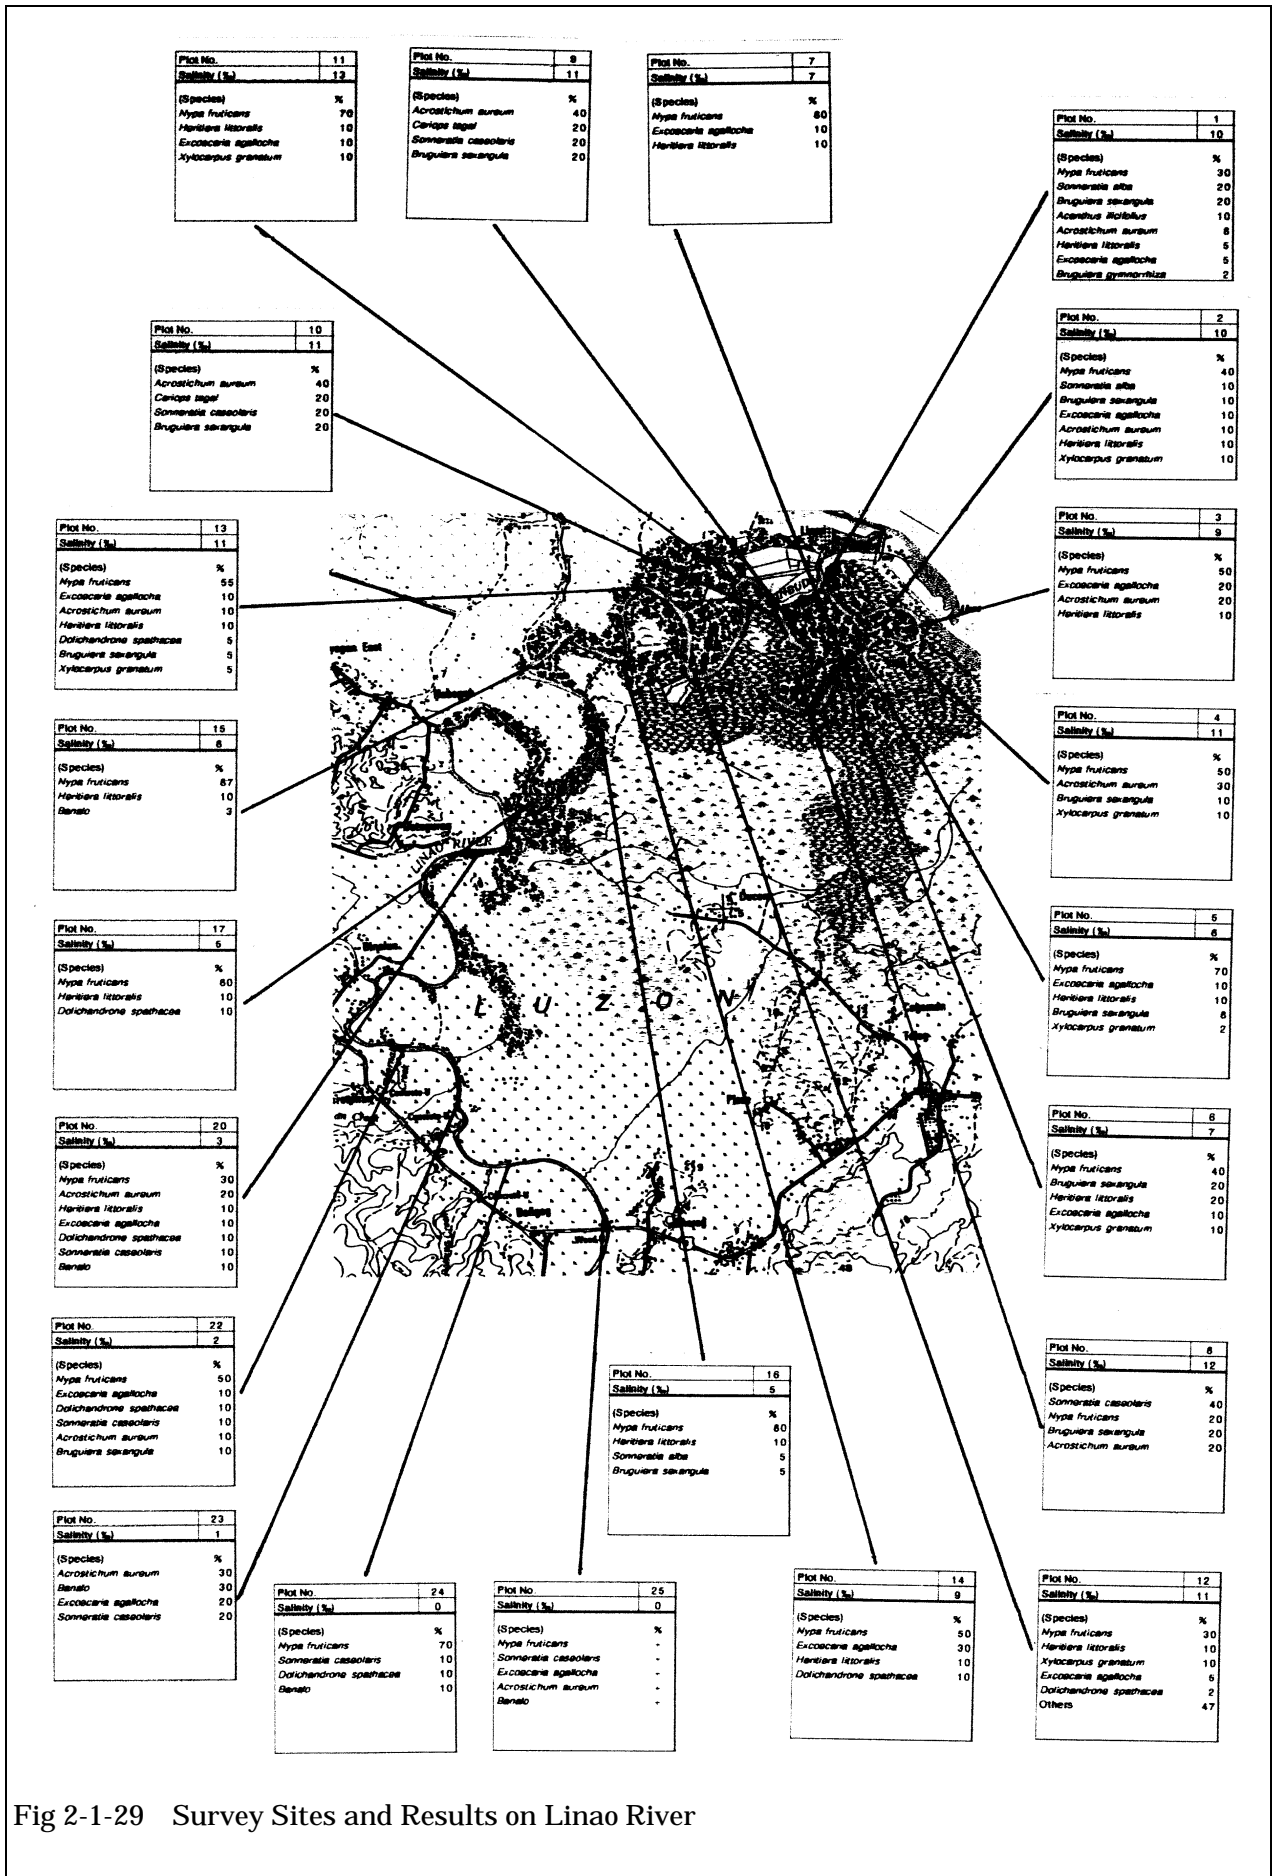 Plot No. 11
Salinity (‰) 13
(Species) %
Nypa fruticans 70
Heritiera littoralis 10
Excoecaria agallocha 10
Xylocarpus granatum 10
Plot No. 9
Salinity (‰) 11
(Species) %
Acrostichum aureum 40
Ceriops tagal 20
Sonneratia caseolaris 20
Bruguiera sexangula 20
Plot No. 7
Salinity (‰) 7
(Species) %
Nypa fruticans 80
Excoecaria agallocha 10
Heritiera littoralis 10
Plot No. 1
Salinity (‰) 10
(Species) %
Nypa fruticans 30
Sonneratia alba 20
Bruguiera sexangula 20
Acanthus ilicifolius 10
Acrostichum aureum 8
Heritiera littoralis 5
Excoecaria agallocha 5
Bruguiera gymnorrhiza 2
Plot No. 10
Salinity (‰) 11
(Species) %
Acrostichum aureum 40
Ceriops tagal 20
Sonneratia caseolaris 20
Bruguiera sexangula 20
Plot No. 2
Salinity (‰) 10
(Species) %
Nypa fruticans 40
Sonneratia alba 10
Bruguiera sexangula 10
Excoecaria agallocha 10
Acrostichum aureum 10
Heritiera littoralis 10
Xylocarpus granatum 10
Plot No. 13
Salinity (‰) 11
(Species) %
Nypa fruticans 55
Excoecaria agallocha 10
Acrostichum aureum 10
Heritiera littoralis 10
Dolichandrone spathacea 5
Bruguiera sexangula 5
Xylocarpus granatum 5
Plot No. 3
Salinity (‰) 9
(Species) %
Nypa fruticans 50
Excoecaria agallocha 20
Acrostichum aureum 20
Heritiera littoralis 10
Plot No. 15
Salinity (‰) 6
(Species) %
Nypa fruticans 87
Heritiera littoralis 10
Banalo 3
Plot No. 4
Salinity (‰) 11
(Species) %
Nypa fruticans 50
Acrostichum aureum 30
Bruguiera sexangula 10
Xylocarpus granatum 10
LINAO RIVER
LUZON
Plot No. 17
Salinity (‰) 5
(Species) %
Nypa fruticans 80
Heritiera littoralis 10
Dolichandrone spathacea 10
Plot No. 5
Salinity (‰) 6
(Species) %
Nypa fruticans 70
Excoecaria agallocha 10
Heritiera littoralis 10
Bruguiera sexangula 8
Xylocarpus granatum 2
Plot No. 20
Salinity (‰) 3
(Species) %
Nypa fruticans 30
Acrostichum aureum 20
Heritiera littoralis 10
Excoecaria agallocha 10
Dolichandrone spathacea 10
Sonneratia caseolaris 10
Banalo 10
Plot No. 6
Salinity (‰) 7
(Species) %
Nypa fruticans 40
Bruguiera sexangula 20
Heritiera littoralis 20
Excoecaria agallocha 10
Xylocarpus granatum 10
Plot No. 22
Salinity (‰) 2
(Species) %
Nypa fruticans 50
Excoecaria agallocha 10
Dolichandrone spathacea 10
Sonneratia caseolaris 10
Acrostichum aureum 10
Bruguiera sexangula 10
Plot No. 16
Salinity (‰) 5
(Species) %
Nypa fruticans 80
Heritiera littoralis 10
Sonneratia alba 5
Bruguiera sexangula 5
Plot No. 8
Salinity (‰) 12
(Species) %
Sonneratia caseolaris 40
Nypa fruticans 20
Bruguiera sexangula 20
Acrostichum aureum 20
Plot No. 23
Salinity (‰) 1
(Species) %
Acrostichum aureum 30
Banalo 30
Excoecaria agallocha 20
Sonneratia caseolaris 20
Plot No. 24
Salinity (‰) 0
(Species) %
Nypa fruticans 70
Sonneratia caseolaris 10
Dolichandrone spathacea 10
Banalo 10
Plot No. 25
Salinity (‰) 0
(Species) %
Nypa fruticans +
Sonneratia caseolaris +
Excoecaria agallocha +
Acrostichum aureum +
Banalo +
Plot No. 14
Salinity (‰) 9
(Species) %
Nypa fruticans 50
Excoecaria agallocha 30
Heritiera littoralis 10
Dolichandrone spathacea 10
Plot No. 12
Salinity (‰) 11
(Species) %
Nypa fruticans 30
Heritiera littoralis 10
Xylocarpus granatum 10
Excoecaria agallocha 5
Dolichandrone spathacea 2
Others 47
Fig 2-1-29 Survey Sites and Results on Linao River